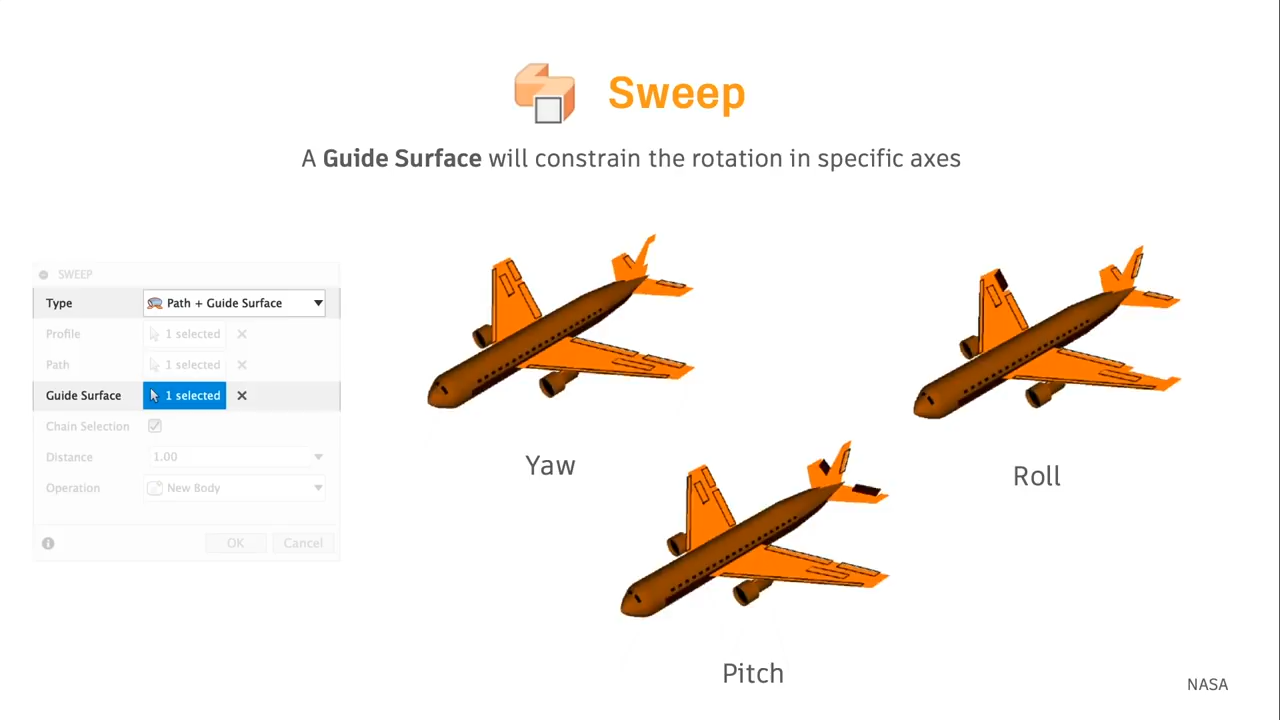 Sweep
A Guide Surface will constrain the rotation in specific axes
SWEEP
Type Path + Guide Surface
Profile 1 selected
Path 1 selected
Guide Surface 1 selected
Chain Selection
Distance 1.00
Operation New Body
OK Cancel
Yaw
Roll
Pitch
NASA